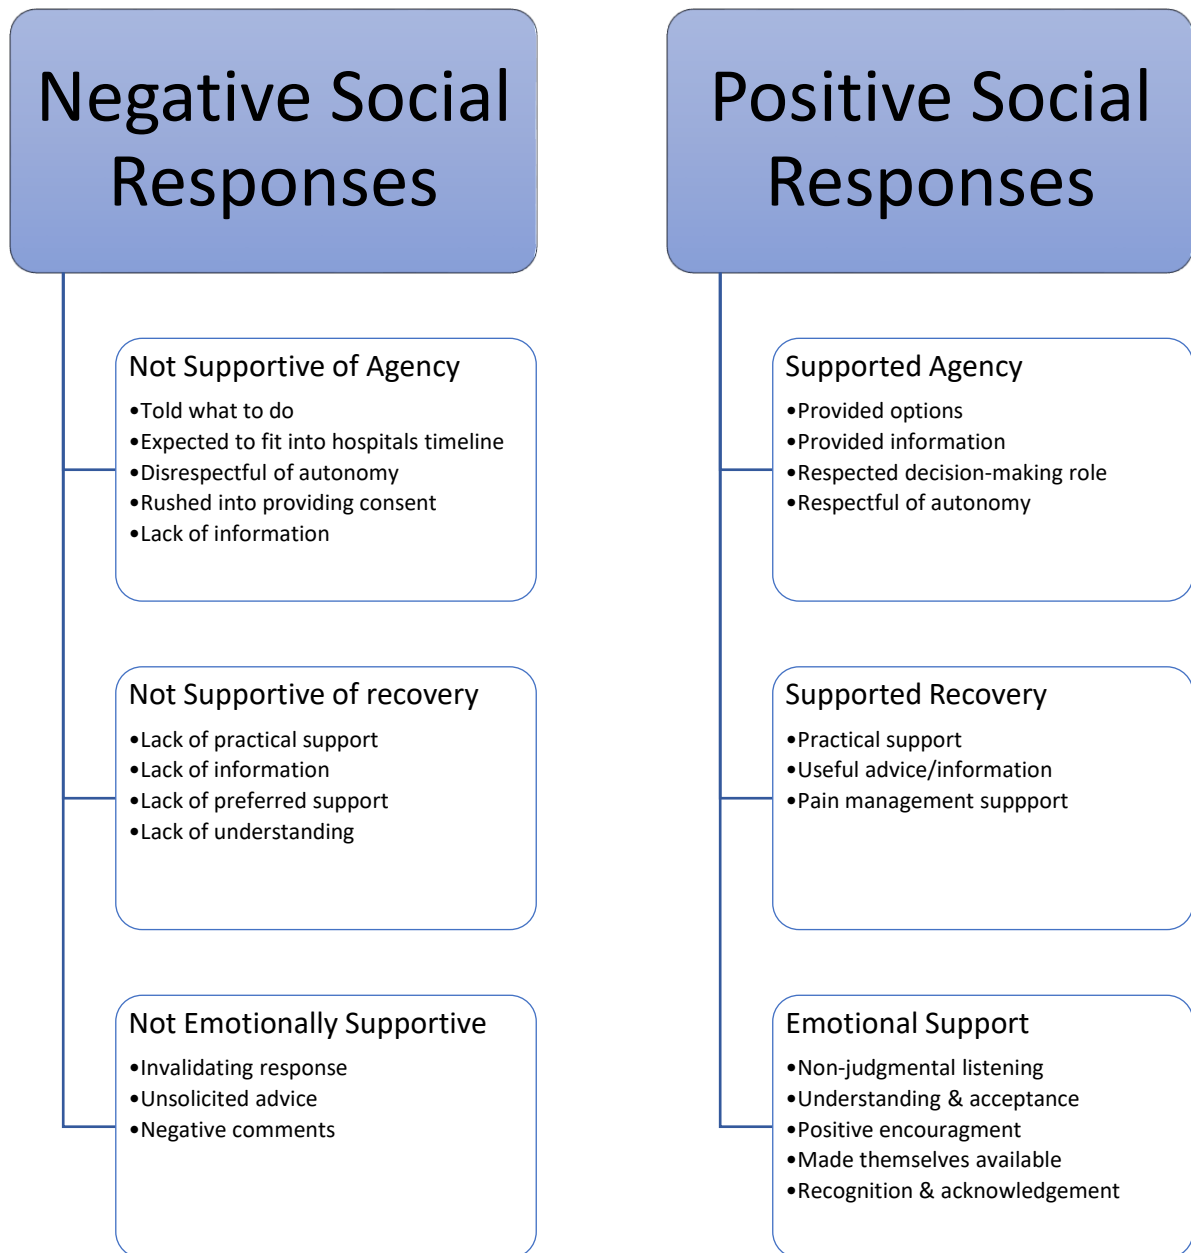 Negative Social
Responses
Not Supportive of Agency
•Told what to do
•Expected to fit into hospitals timeline
•Disrespectful of autonomy
•Rushed into providing consent
•Lack of information
Not Supportive of recovery
•Lack of practical support
•Lack of information
•Lack of preferred support
•Lack of understanding
Not Emotionally Supportive
•Invalidating response
•Unsolicited advice
•Negative comments
Positive Social
Responses
Supported Agency
•Provided options
•Provided information
•Respected decision-making role
•Respectful of autonomy
Supported Recovery
•Practical support
•Useful advice/information
•Pain management suppport
Emotional Support
•Non-judgmental listening
•Understanding & acceptance
•Positive encouragment
•Made themselves available
•Recognition & acknowledgement